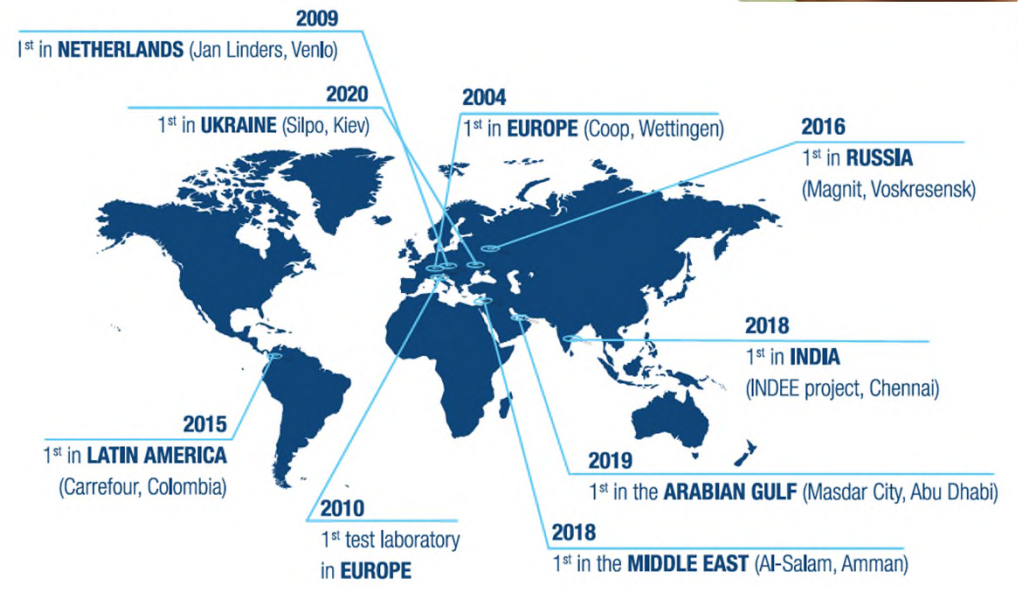 2009
1st in NETHERLANDS (Jan Linders, Venlo)
2020
1st in UKRAINE (Silpo, Kiev)
2004
1st in EUROPE (Coop, Wettingen)
2016
1st in RUSSIA
(Magnit, Voskresensk)
2018
1st in INDIA
(INDEE project, Chennai)
2015
1st in LATIN AMERICA
(Carrefour, Colombia)
2019
1st in the ARABIAN GULF (Masdar City, Abu Dhabi)
2010
1st test laboratory
in EUROPE
2018
1st in the MIDDLE EAST (Al-Salam, Amman)